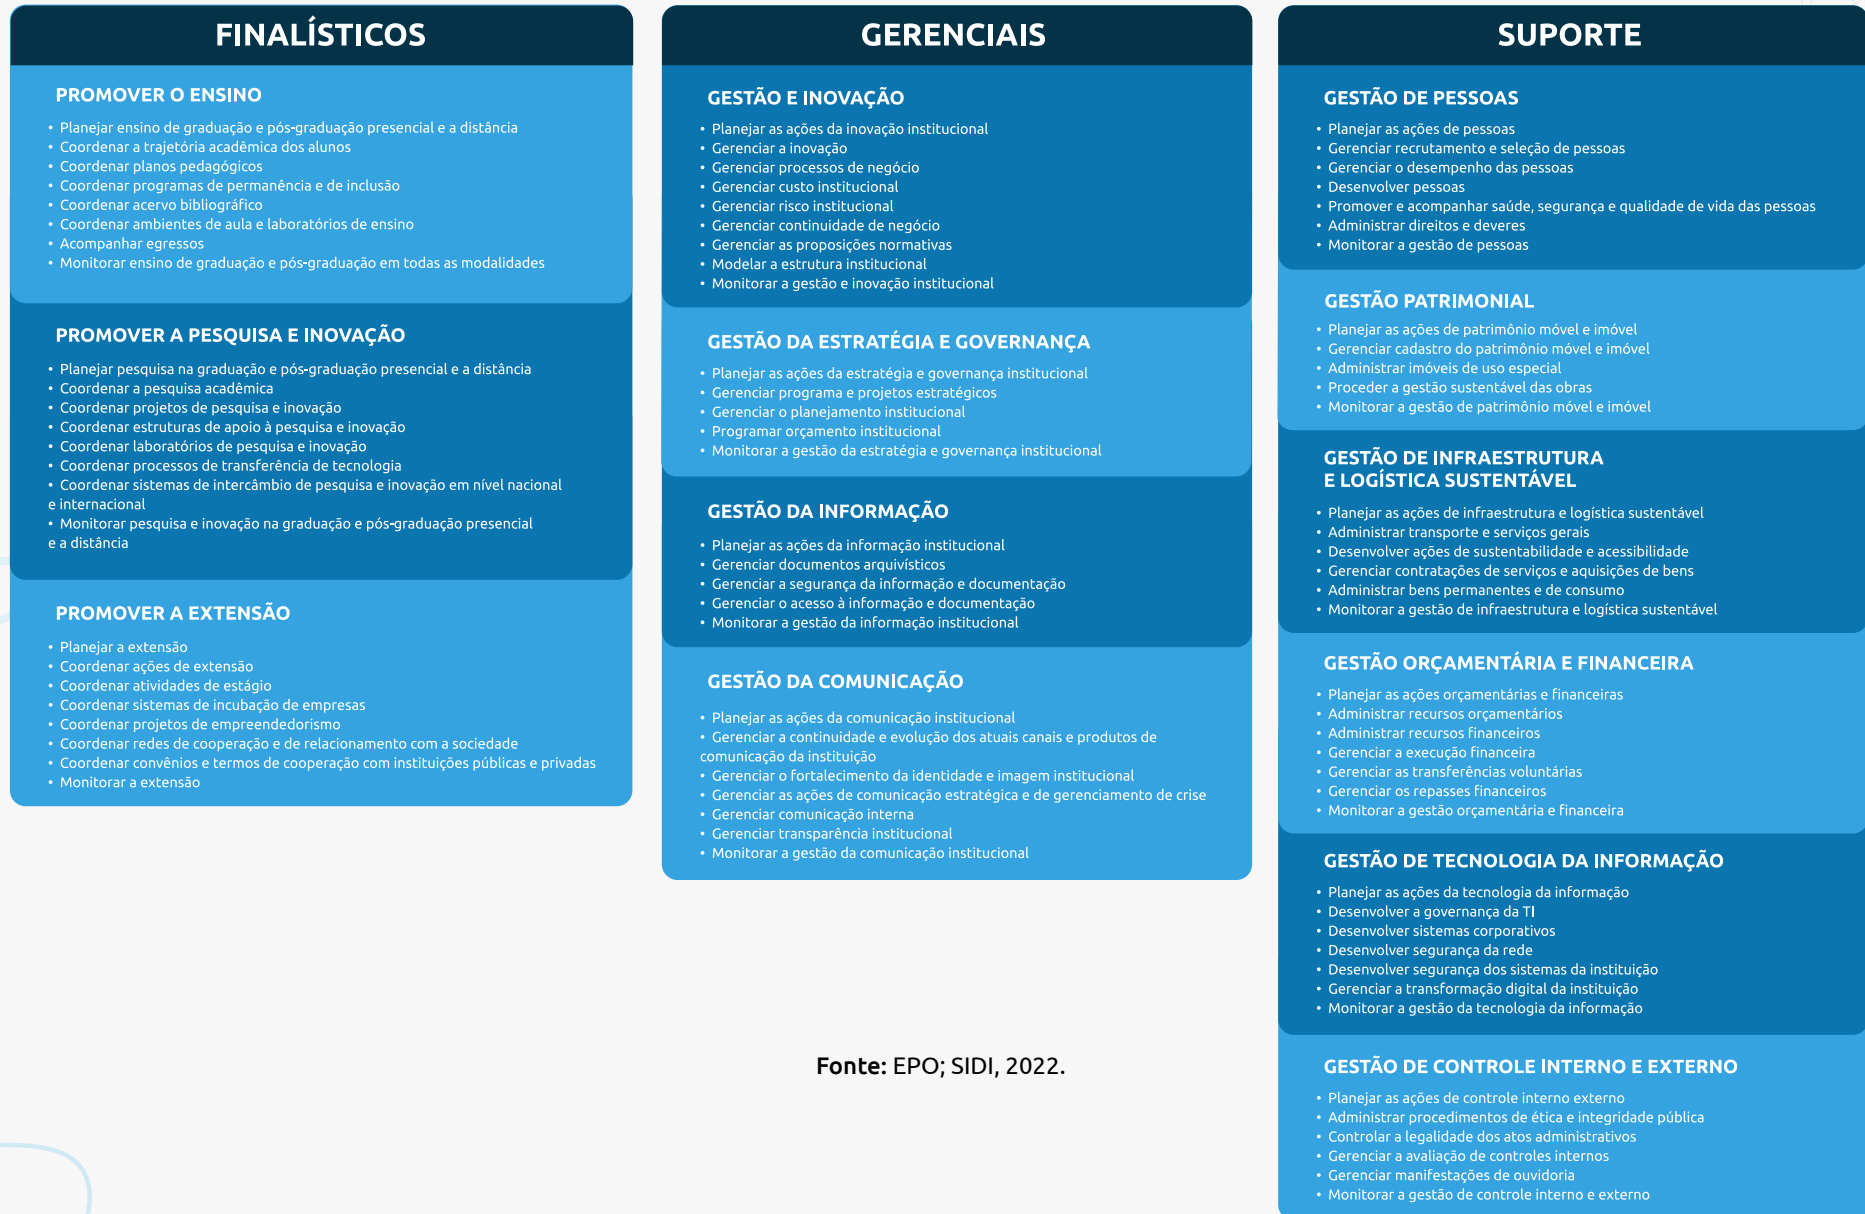 FINALÍSTICOS
PROMOVER O ENSINO
• Planejar ensino de graduação e pós-graduação presencial e a distância
• Coordenar a trajetória acadêmica dos alunos
• Coordenar planos pedagógicos
• Coordenar programas de permanência e de inclusão
• Coordenar acervo bibliográfico
• Coordenar ambientes de aula e laboratórios de ensino
• Acompanhar egressos
• Monitorar ensino de graduação e pós-graduação em todas as modalidades
PROMOVER A PESQUISA E INOVAÇÃO
• Planejar pesquisa na graduação e pós-graduação presencial e a distância
• Coordenar a pesquisa acadêmica
• Coordenar projetos de pesquisa e inovação
• Coordenar estruturas de apoio à pesquisa e inovação
• Coordenar laboratórios de pesquisa e inovação
• Coordenar processos de transferência de tecnologia
• Coordenar sistemas de intercâmbio de pesquisa e inovação em nível nacional
e internacional
• Monitorar pesquisa e inovação na graduação e pós-graduação presencial
e a distância
PROMOVER A EXTENSÃO
• Planejar a extensão
• Coordenar ações de extensão
• Coordenar atividades de estágio
• Coordenar sistemas de incubação de empresas
• Coordenar projetos de empreendedorismo
• Coordenar redes de cooperação e de relacionamento com a sociedade
• Coordenar convênios e termos de cooperação com instituições públicas e privadas
• Monitorar a extensão
GERENCIAIS
GESTÃO E INOVAÇÃO
• Planejar as ações da inovação institucional
• Gerenciar a inovação
• Gerenciar processos de negócio
• Gerenciar custo institucional
• Gerenciar risco institucional
• Gerenciar continuidade de negócio
• Gerenciar as proposições normativas
• Modelar a estrutura institucional
• Monitorar a gestão e inovação institucional
GESTÃO DA ESTRATÉGIA E GOVERNANÇA
• Planejar as ações da estratégia e governança institucional
• Gerenciar programa e projetos estratégicos
• Gerenciar o planejamento institucional
• Programar orçamento institucional
• Monitorar a gestão da estratégia e governança institucional
GESTÃO DA INFORMAÇÃO
• Planejar as ações da informação institucional
• Gerenciar documentos arquivísticos
• Gerenciar a segurança da informação e documentação
• Gerenciar o acesso à informação e documentação
• Monitorar a gestão da informação institucional
GESTÃO DA COMUNICAÇÃO
• Planejar as ações da comunicação institucional
• Gerenciar a continuidade e evolução dos atuais canais e produtos de
comunicação da instituição
• Gerenciar o fortalecimento da identidade e imagem institucional
• Gerenciar as ações de comunicação estratégica e de gerenciamento de crise
• Gerenciar comunicação interna
• Gerenciar transparência institucional
• Monitorar a gestão da comunicação institucional
SUPORTE
GESTÃO DE PESSOAS
• Planejar as ações de pessoas
• Gerenciar recrutamento e seleção de pessoas
• Gerenciar o desempenho das pessoas
• Desenvolver pessoas
• Promover e acompanhar saúde, segurança e qualidade de vida das pessoas
• Administrar direitos e deveres
• Monitorar a gestão de pessoas
GESTÃO PATRIMONIAL
• Planejar as ações de patrimônio móvel e imóvel
• Gerenciar cadastro do patrimônio móvel e imóvel
• Administrar imóveis de uso especial
• Proceder a gestão sustentável das obras
• Monitorar a gestão de patrimônio móvel e imóvel
GESTÃO DE INFRAESTRUTURA
E LOGÍSTICA SUSTENTÁVEL
• Planejar as ações de infraestrutura e logística sustentável
• Administrar transporte e serviços gerais
• Desenvolver ações de sustentabilidade e acessibilidade
• Gerenciar contratações de serviços e aquisições de bens
• Administrar bens permanentes e de consumo
• Monitorar a gestão de infraestrutura e logística sustentável
GESTÃO ORÇAMENTÁRIA E FINANCEIRA
• Planejar as ações orçamentárias e financeiras
• Administrar recursos orçamentários
• Administrar recursos financeiros
• Gerenciar a execução financeira
• Gerenciar as transferências voluntárias
• Gerenciar os repasses financeiros
• Monitorar a gestão orçamentária e financeira
GESTÃO DE TECNOLOGIA DA INFORMAÇÃO
• Planejar as ações da tecnologia da informação
• Desenvolver a governança da TI
• Desenvolver sistemas corporativos
• Desenvolver segurança da rede
• Desenvolver segurança dos sistemas da instituição
• Gerenciar a transformação digital da instituição
• Monitorar a gestão da tecnologia da informação
GESTÃO DE CONTROLE INTERNO E EXTERNO
• Planejar as ações de controle interno externo
• Administrar procedimentos de ética e integridade pública
• Controlar a legalidade dos atos administrativos
• Gerenciar a avaliação de controles internos
• Gerenciar manifestações de ouvidoria
• Monitorar a gestão de controle interno e externo
Fonte: EPO; SIDI, 2022.